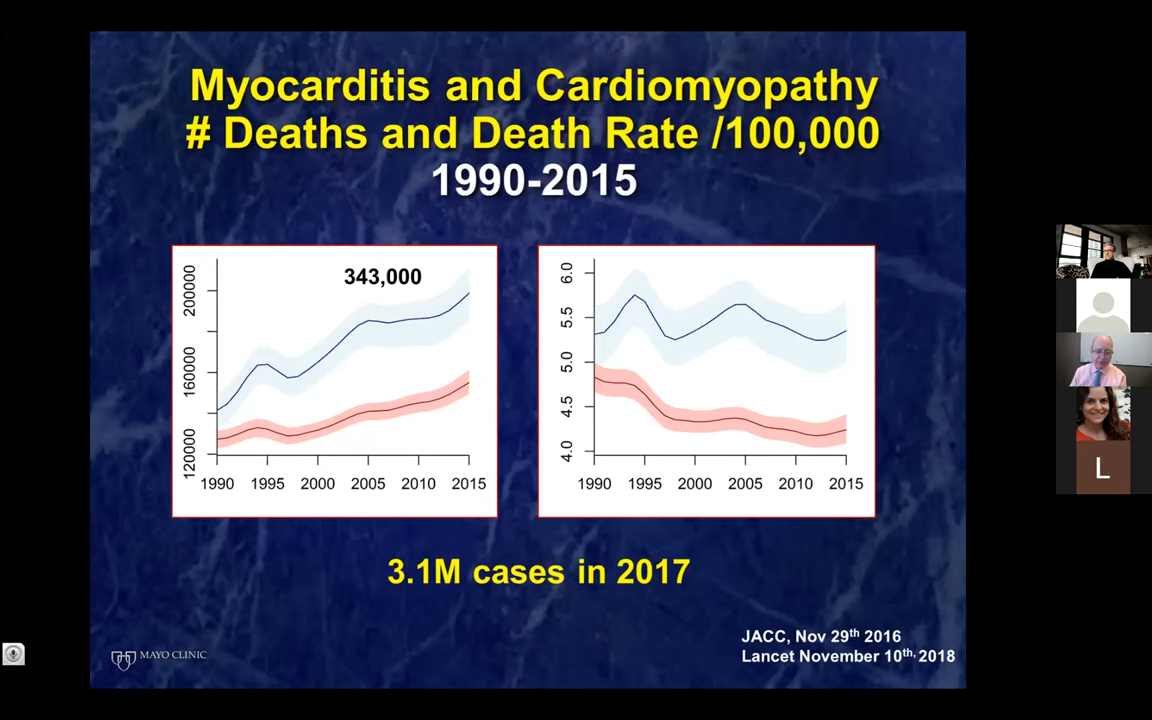 Myocarditis and Cardiomyopathy
# Deaths and Death Rate /100,000
1990-2015
343,000
200000
160000
120000
1990 1995 2000 2005 2010 2015
6.0
5.5
5.0
4.5
4.0
1990 1995 2000 2005 2010 2015
3.1M cases in 2017
JACC, Nov 29th 2016
Lancet November 10th, 2018
MAYO CLINIC
L